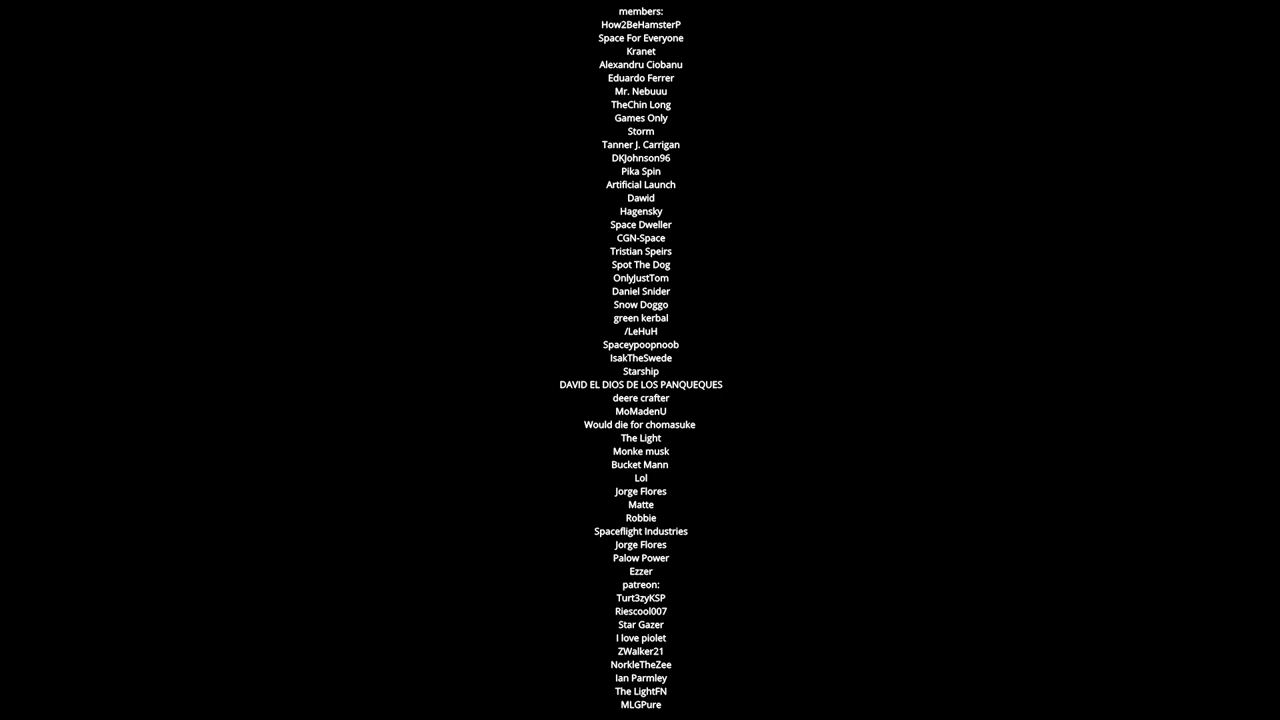 members:
How2BeHamsterP
Space For Everyone
Kranet
Alexandru Ciobanu
Eduardo Ferrer
Mr. Nebuuu
TheChin Long
Games Only
Storm
Tanner J. Carrigan
DKJohnson96
Pika Spin
Artificial Launch
Dawid
Hagensky
Space Dweller
CGN-Space
Tristian Speirs
Spot The Dog
OnlyJustTom
Daniel Snider
Snow Doggo
green kerbal
/LeHuH
Spaceypoopnoob
IsakTheSwede
Starship
DAVID EL DIOS DE LOS PANQUEQUES
deere crafter
MoMadenU
Would die for chomasuke
The Light
Monke musk
Bucket Mann
Lol
Jorge Flores
Matte
Robbie
Spaceflight Industries
Jorge Flores
Palow Power
Ezzer
patreon:
Turt3zyKSP
Riescool007
Star Gazer
I love piolet
ZWalker21
NorkleTheZee
Ian Parmley
The LightFN
MLGPure